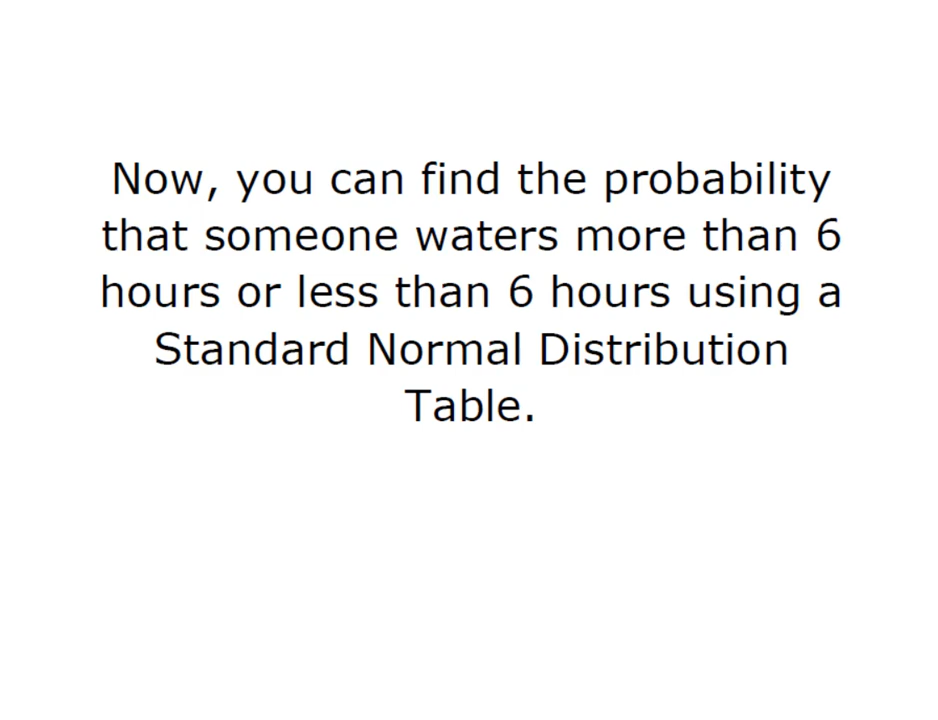 Now, you can find the probability
that someone waters more than 6
hours or less than 6 hours using a
Standard Normal Distribution
Table.